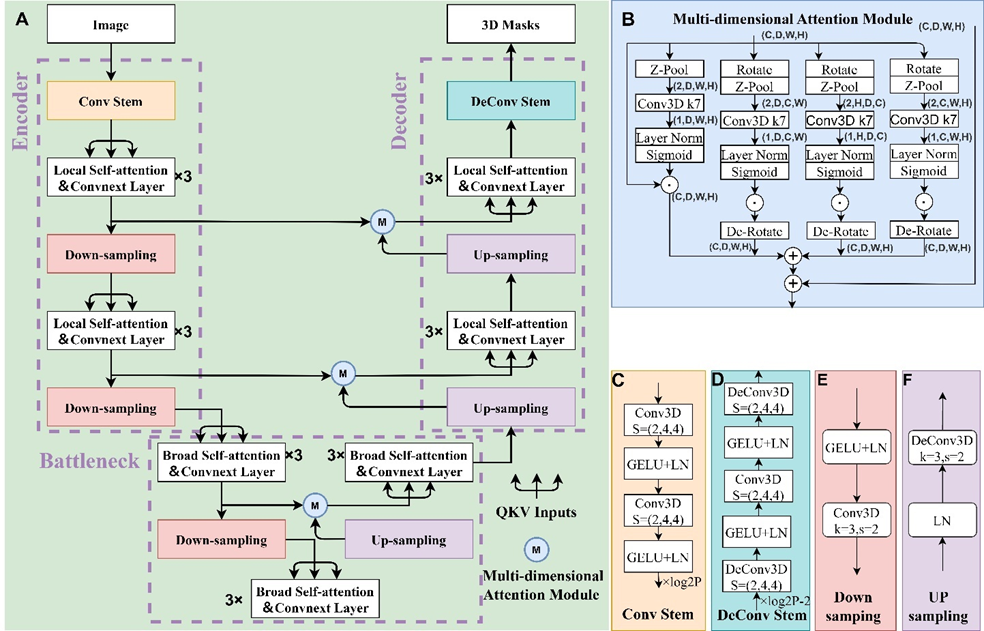 A
Image
Encoder
Conv Stem
Local Self-attention
&Convnext Layer
×3
Down-sampling
Local Self-attention
&Convnext Layer
×3
Down-sampling
3D Masks
Decoder
DeConv Stem
3×
Local Self-attention
&Convnext Layer
M
Up-sampling
3×
Local Self-attention
&Convnext Layer
M
Up-sampling
Battleneck
Broad Self-attention
&Convnext Layer
×3
3×
Broad Self-attention
&Convnext Layer
M
Down-sampling
Up-sampling
3×
Broad Self-attention
&Convnext Layer
QKV Inputs
M
Multi-dimensional
Attention Module
B
Multi-dimensional Attention Module
(C,D,W,H)
(C,D,W,H)
Z-Pool
(2,D,W,H)
Conv3D k7
(1,D,W,H)
Layer Norm
Sigmoid
(C,D,W,H)
Rotate
Z-Pool
(2,D,C,W)
Conv3D k7
(1,D,C,W)
Layer Norm
Sigmoid
De-Rotate
(C,D,W,H)
Rotate
Z-Pool
(2,H,D,C)
Conv3D k7
(1,H,D,C)
Layer Norm
Sigmoid
De-Rotate
(C,D,W,H)
Rotate
Z-Pool
(2,C,W,H)
Conv3D k7
(1,C,W,H)
Layer Norm
Sigmoid
De-Rotate
(C,D,W,H)
+
+
C
Conv3D
S=(2,4,4)
GELU+LN
Conv3D
S=(2,4,4)
GELU+LN
×log2P
Conv Stem
D
DeConv3D
S=(2,4,4)
GELU+LN
Conv3D
S=(2,4,4)
GELU+LN
DeConv3D
S=(2,4,4)
×log2P-2
DeConv Stem
E
GELU+LN
Conv3D
k=3,s=2
Down
samping
F
DeConv3D
k=3,s=2
LN
UP
sampling